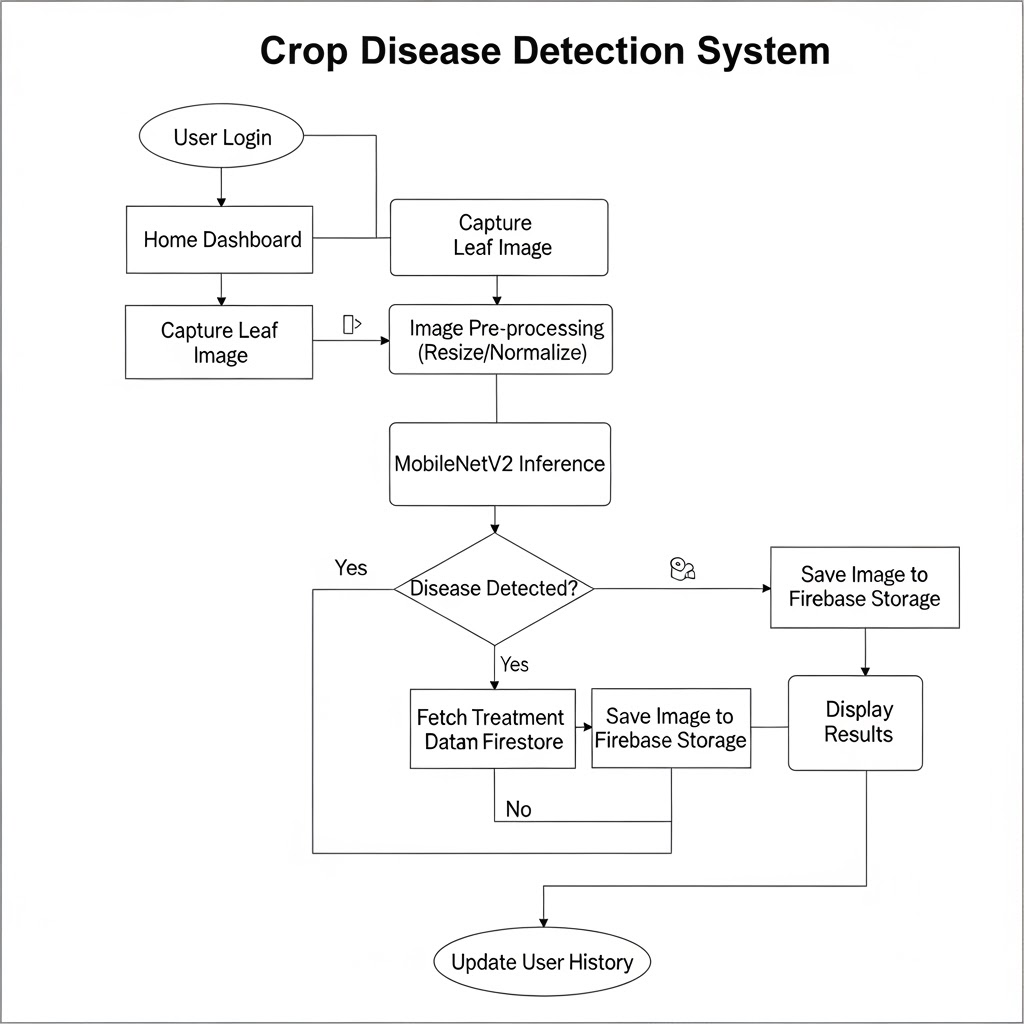 Crop Disease Detection System
User Login
Home Dashboard
Capture
Leaf Image
Capture Leaf
Image
Image Pre-processing
(Resize/Normalize)
MobileNetV2 Inference
Yes
Disease Detected?
Save Image to
Firebase Storage
Yes
Fetch Treatment
Datan Firestore
Save Image to
Firebase Storage
Display
Results
No
Update User History